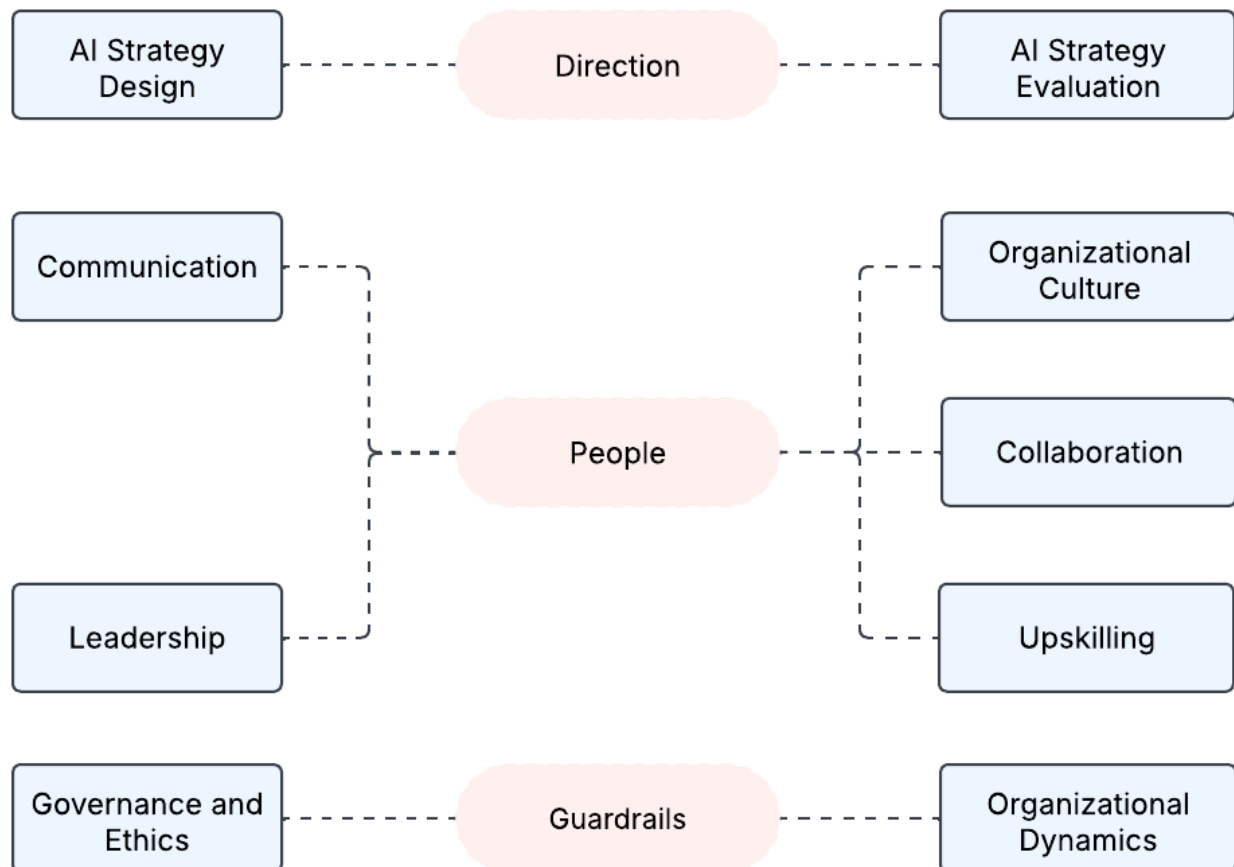 AI Strategy
Design
Direction
AI Strategy
Evaluation
Communication
Organizational
Culture
People
Collaboration
Leadership
Upskilling
Governance and
Ethics
Guardrails
Organizational
Dynamics